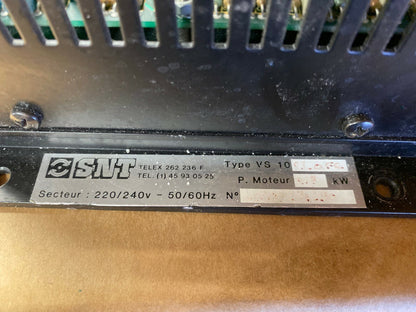 SNT
TELEX 262 236 F
TEL. (1) 45 93 05 25
Type VS 10
P. Moteur kW
Secteur : 220/240v - 50/60Hz N°